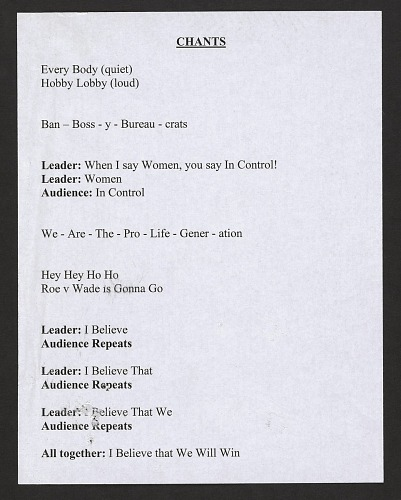 CHANTS
Every Body (quiet)
Hobby Lobby (loud)
Ban – Boss - y - Bureau - crats
Leader: When I say Women, you say In Control!
Leader: Women
Audience: In Control
We - Are - The - Pro - Life - Gener - ation
Hey Hey Ho Ho
Roe v Wade is Gonna Go
Leader: I Believe
Audience Repeats
Leader: I Believe That
Audience Repeats
Leader: I Believe That We
Audience Repeats
All together: I Believe that We Will Win